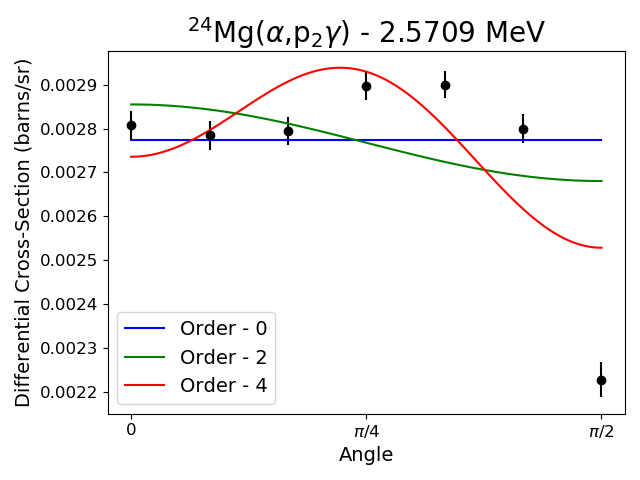 ²⁴Mg(α,p₂γ) - 2.5709 MeV
Differential Cross-Section (barns/sr)
0.0029
0.0028
0.0027
0.0026
0.0025
0.0024
0.0023
0.0022
Order - 0
Order - 2
Order - 4
0 π/4 π/2
Angle